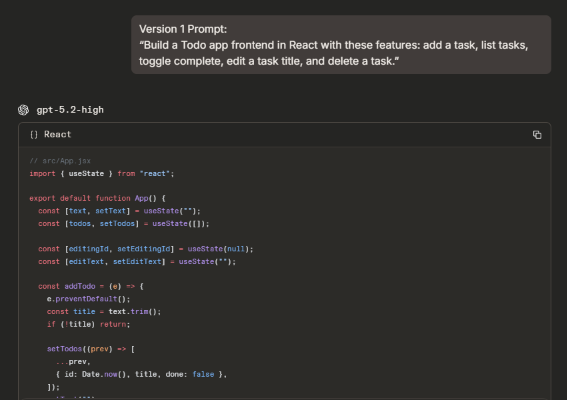 Version 1 Prompt:
“Build a Todo app frontend in React with these features: add a task, list tasks,
toggle complete, edit a task title, and delete a task.”
gpt-5.2-high
{} React
// src/App.jsx
import { useState } from "react";
export default function App() {
const [text, setText] = useState("");
const [todos, setTodos] = useState([]);
const [editingId, setEditingId] = useState(null);
const [editText, setEditText] = useState("");
const addTodo = (e) => {
e.preventDefault();
const title = text.trim();
if (!title) return;
setTodos((prev) => [
...prev,
{ id: Date.now(), title, done: false },
]);